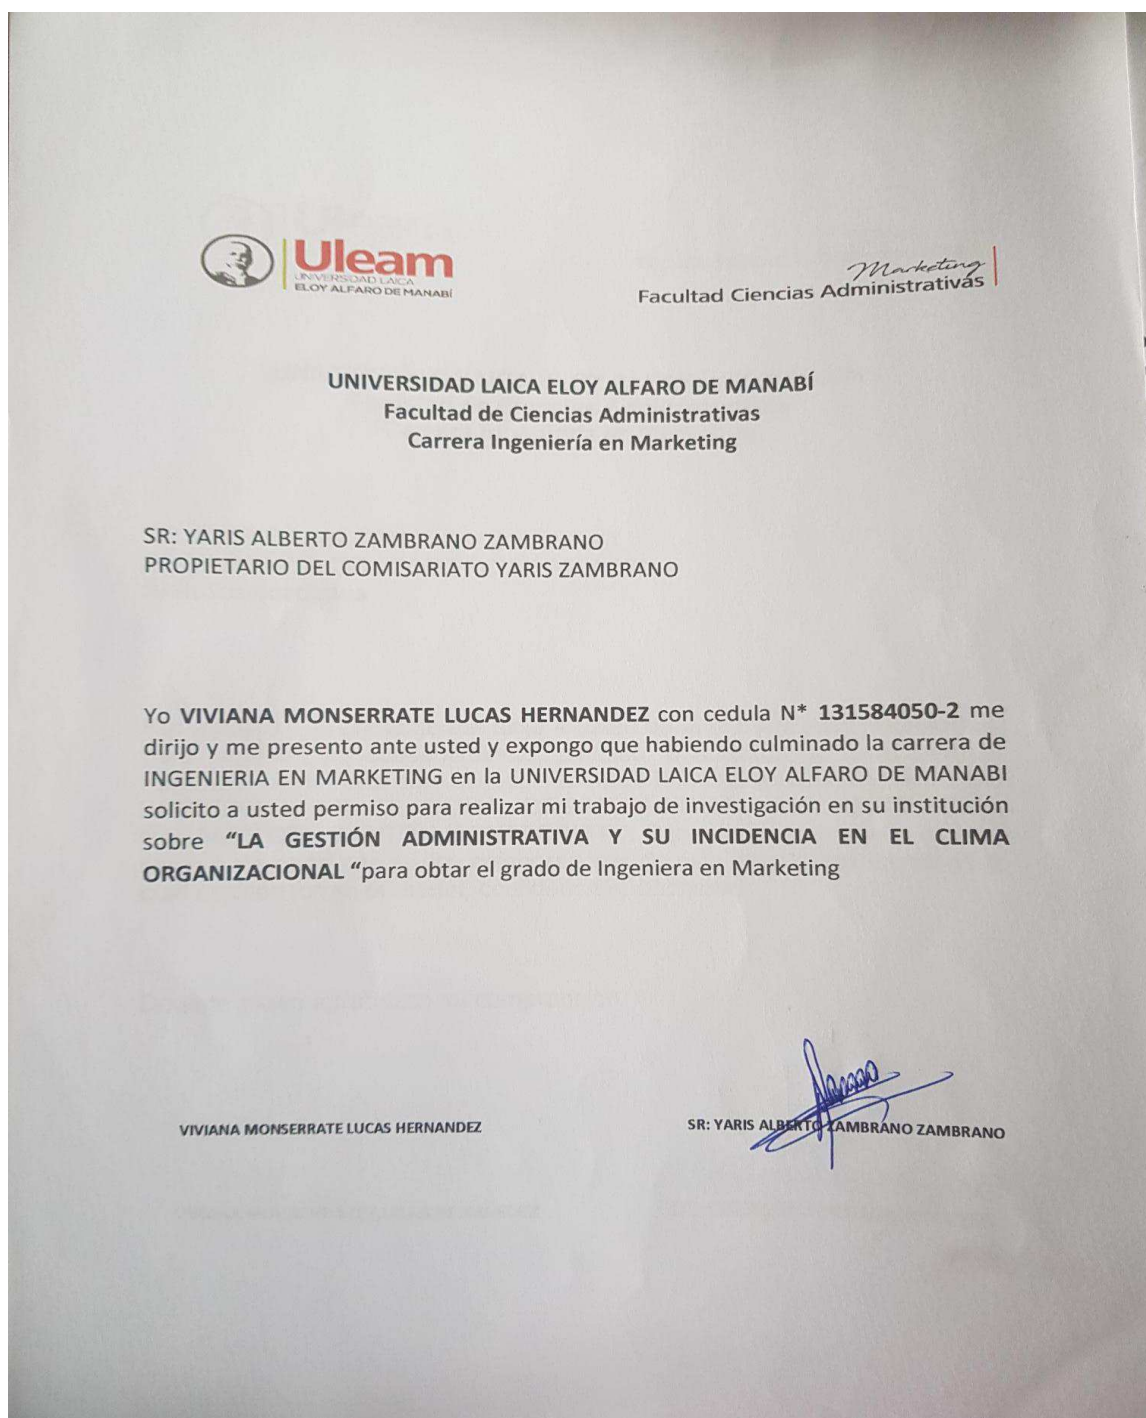 Uleam
UNIVERSIDAD LAICA
ELOY ALFARO DE MANABÍ
Marketing
Facultad Ciencias Administrativas
UNIVERSIDAD LAICA ELOY ALFARO DE MANABÍ
Facultad de Ciencias Administrativas
Carrera Ingeniería en Marketing
SR: YARIS ALBERTO ZAMBRANO ZAMBRANO
PROPIETARIO DEL COMISARIATO YARIS ZAMBRANO
Yo VIVIANA MONSERRATE LUCAS HERNANDEZ con cedula N* 131584050-2 me
dirijo y me presento ante usted y expongo que habiendo culminado la carrera de
INGENIERIA EN MARKETING en la UNIVERSIDAD LAICA ELOY ALFARO DE MANABI
solicito a usted permiso para realizar mi trabajo de investigación en su institución
sobre “LA GESTIÓN ADMINISTRATIVA Y SU INCIDENCIA EN EL CLIMA
ORGANIZACIONAL “para obtar el grado de Ingeniera en Marketing
VIVIANA MONSERRATE LUCAS HERNANDEZ
SR: YARIS ALBERTO ZAMBRANO ZAMBRANO